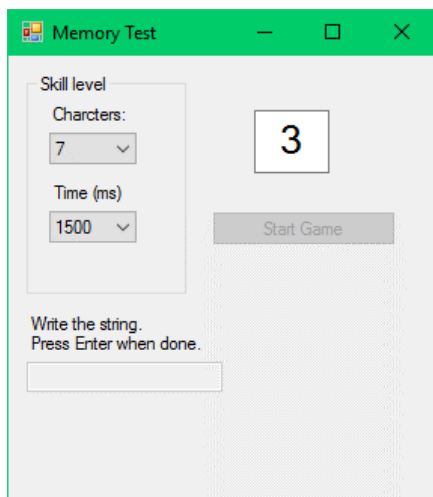 Memory Test
Skill level
Charcters:
7
Time (ms)
1500
3
Start Game
Write the string.
Press Enter when done.